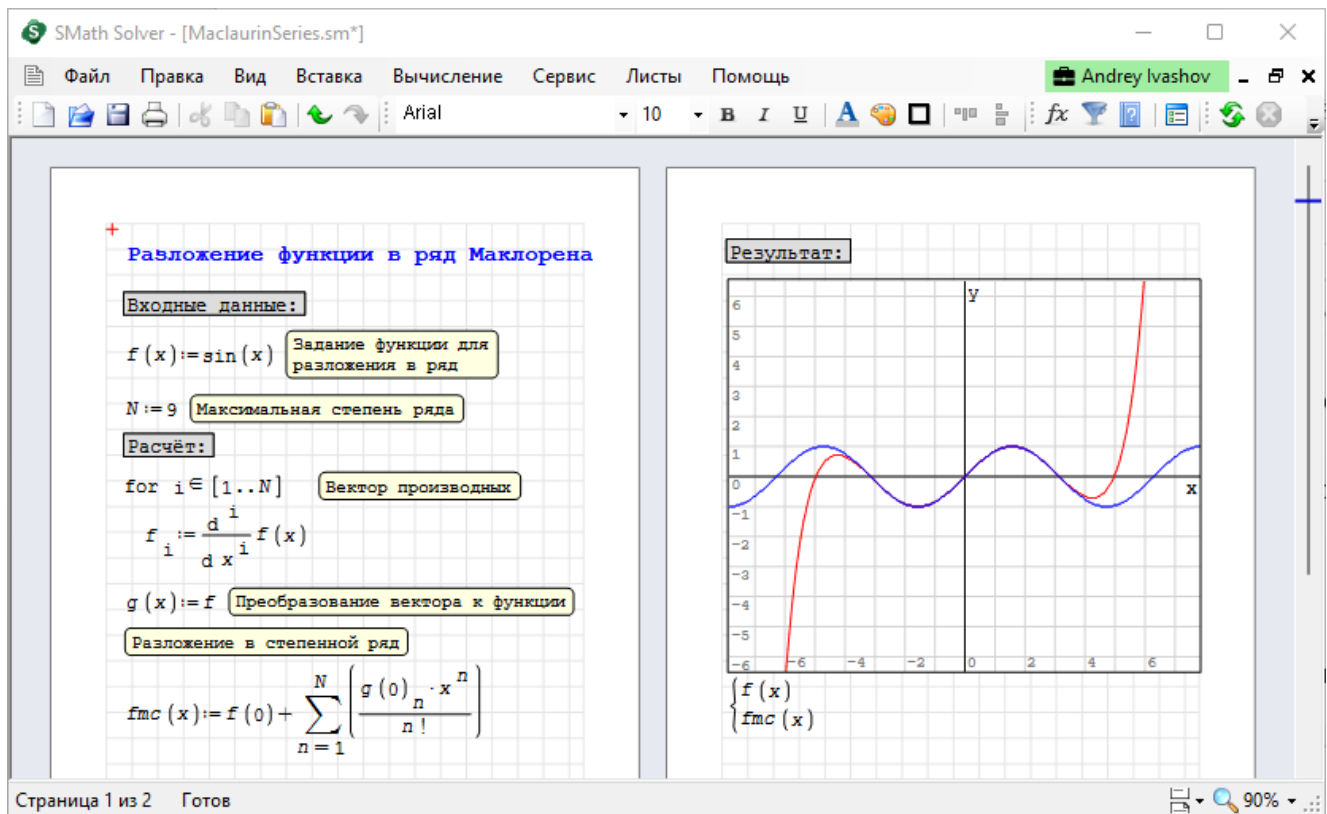 SMath Solver - [MaclaurinSeries.sm*]
Файл Правка Вид Вставка Вычисление Сервис Листы Помощь Andrey Ivashov
Arial 10 B I U A fx
Разложение функции в ряд Маклорена
Входные данные:
f(x):=sin(x) Задание функции для
разложения в ряд
N:=9 Максимальная степень ряда
Расчёт:
for i∈[1..N] Вектор производных
f_i:=d^i/dx^i f(x)
g(x):=f Преобразование вектора к функции
Разложение в степенной ряд
fmc(x):=f(0)+∑_{n=1}^{N}(g(0)_n·x^n/n!)
Результат:
y
6
5
4
3
2
1
0
x
-1
-2
-3
-4
-5
-6
-6 -4 -2 0 2 4 6
f(x)
fmc(x)
Страница 1 из 2 Готов 90%